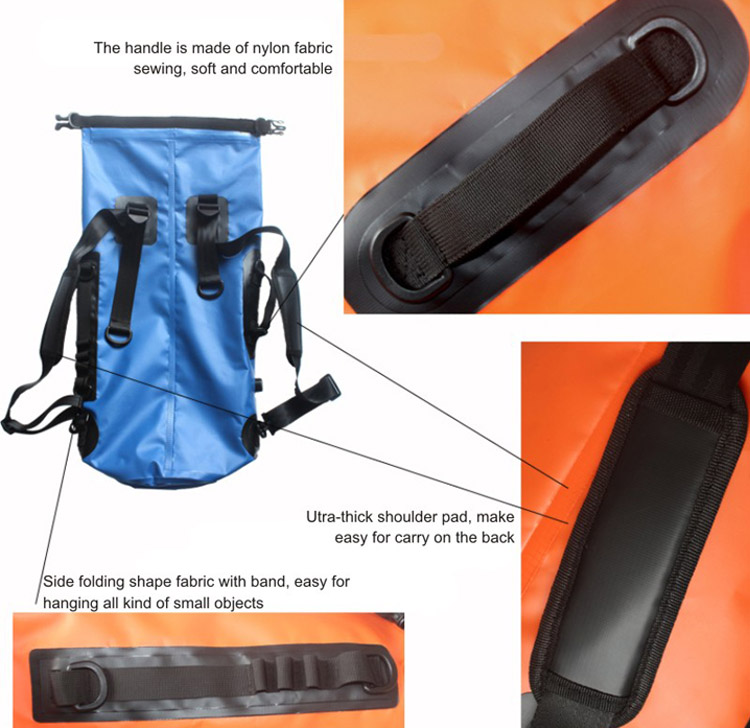 The handle is made of nylon fabric
sewing, soft and comfortable
Utra-thick shoulder pad, make
easy for carry on the back
Side folding shape fabric with band, easy for
hanging all kind of small objects